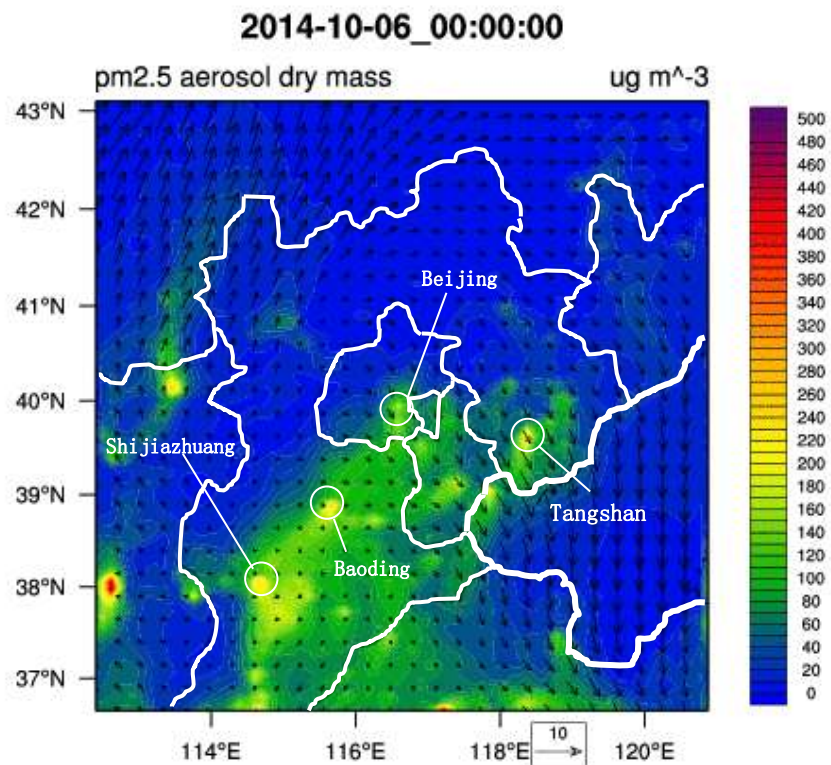 2014-10-06_00:00:00
pm2.5 aerosol dry mass
ug m^-3
43°N
42°N
41°N
40°N
39°N
38°N
37°N
Beijing
Shijiazhuang
Tangshan
Baoding
500
480
460
440
420
400
380
360
340
320
300
280
260
240
220
200
180
160
140
120
100
80
60
40
20
0
114°E
116°E
118°E
120°E
10